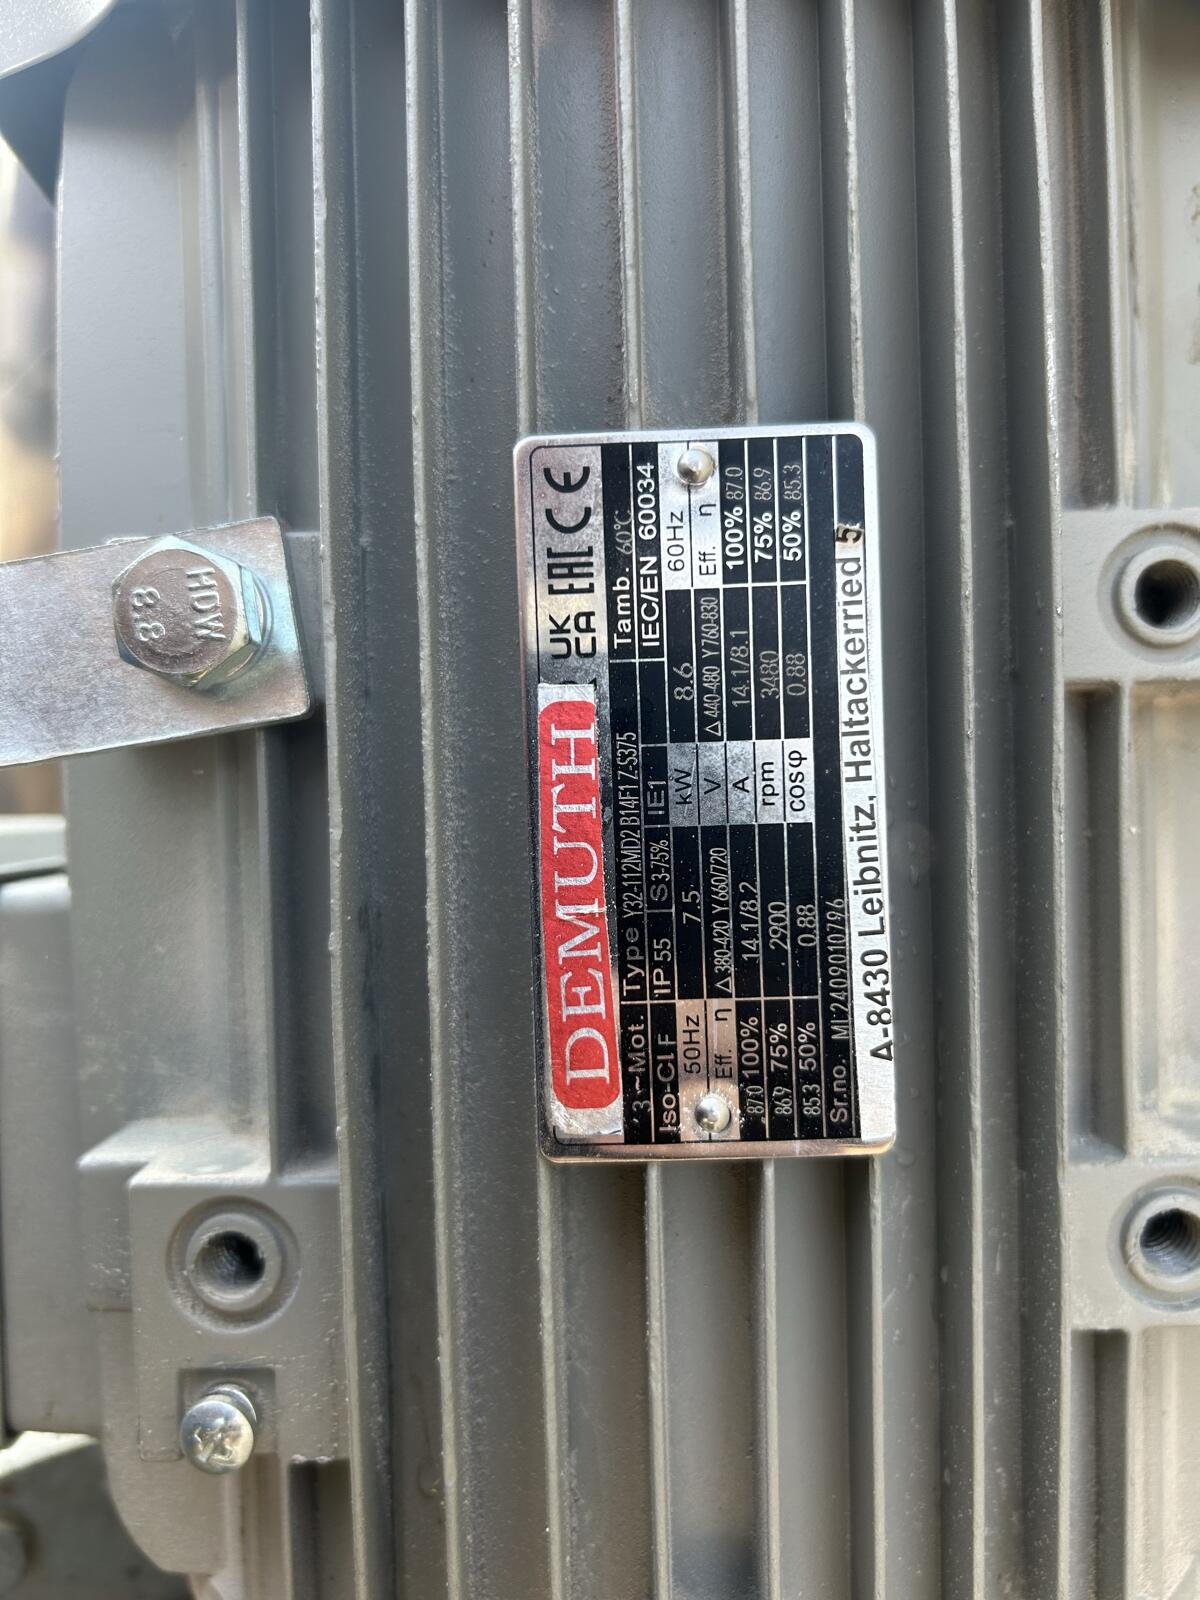 DEMUTH
UK CA EAC CE
3~Mot. Type Y32-112MD2 B14F1 Z-S375 Tamb. 60°C
Iso-Cl F IP 55 S 3-75% IE1 IEC/EN 60034
50Hz 7.5 kW 8.6 60Hz
Eff. η Δ 380-420 Y 660/720 V Δ 440-480 Y 760-830 Eff. η
87.0 100% 14.1/8.2 A 14.1/8.1 100% 87.0
86.9 75% 2900 rpm 3480 75% 86.9
85.3 50% 0.88 cosφ 0.88 50% 85.3
Sr.no. ML2409010796
A-8430 Leibnitz, Haltackerried 5
HDW
8.8